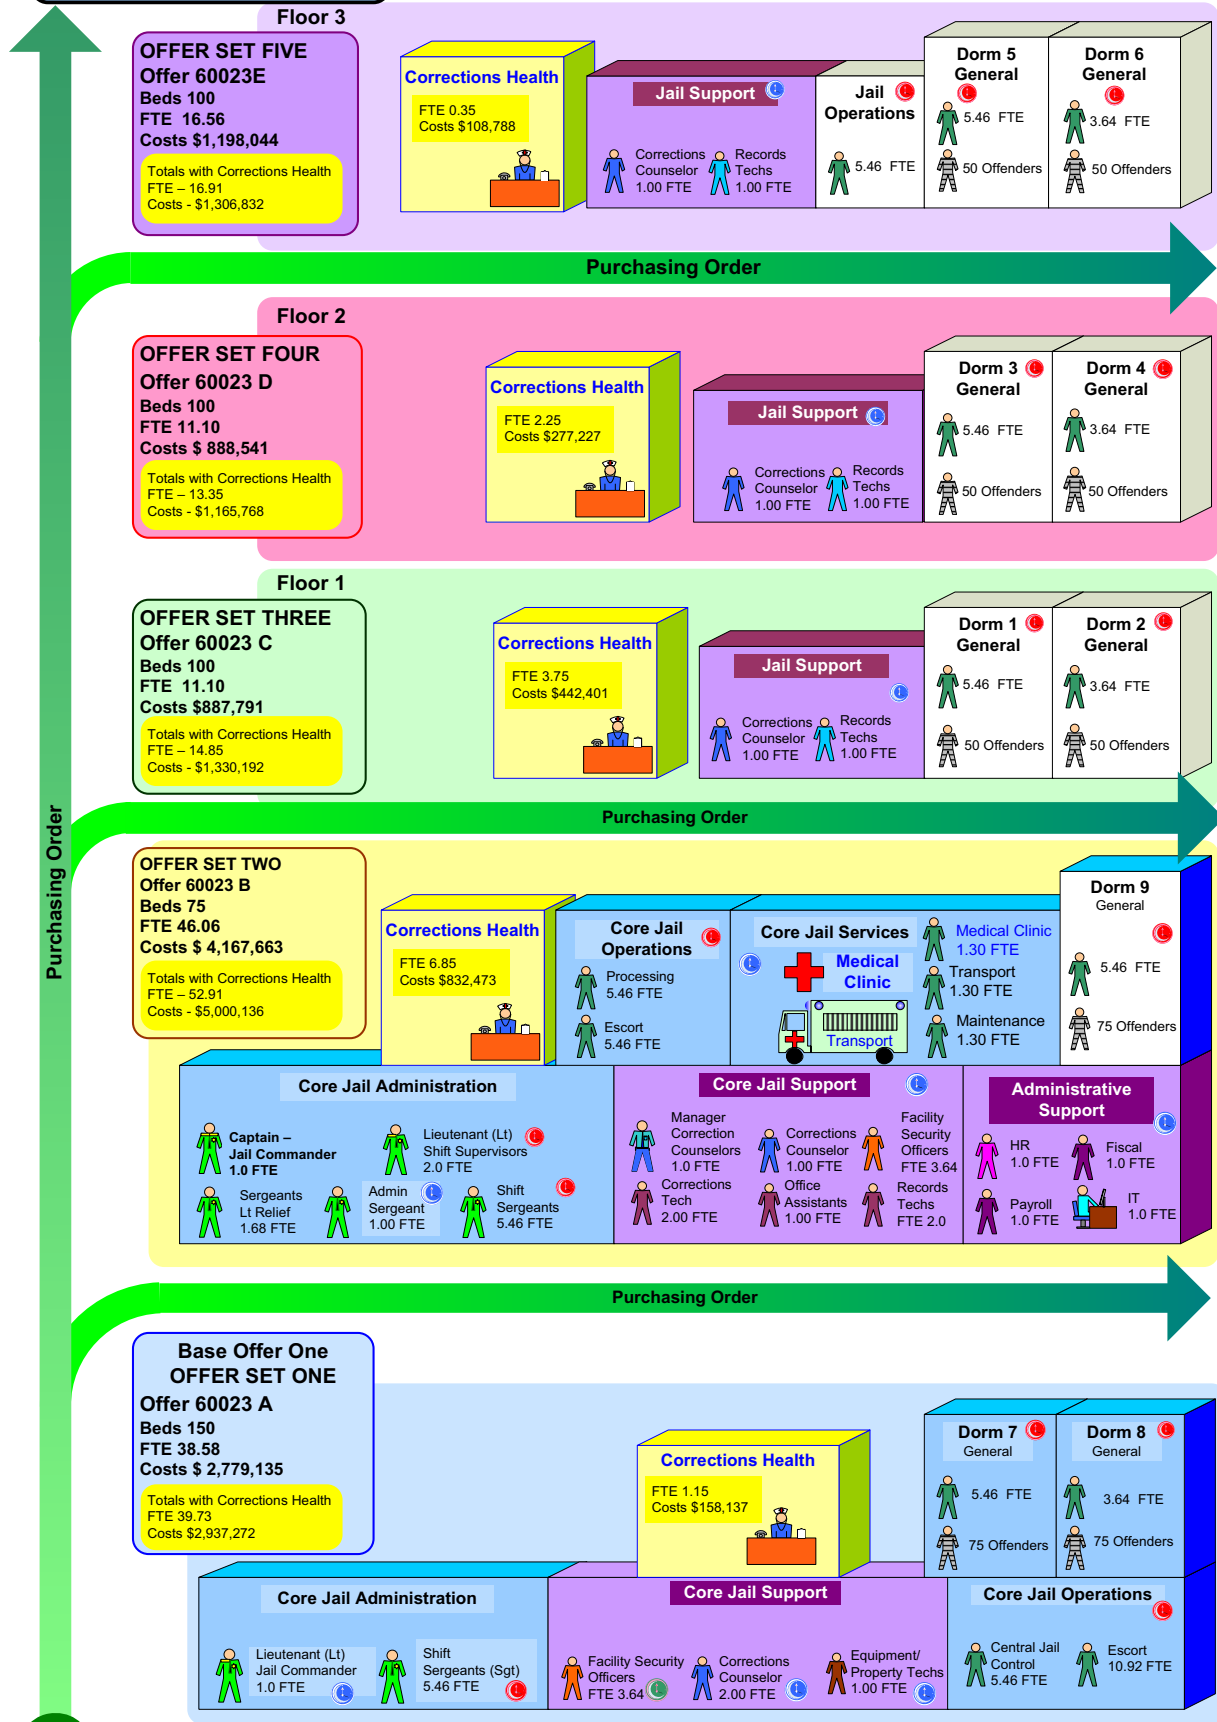 Floor 3
OFFER SET FIVE
Offer 60023E
Beds 100
FTE 16.56
Costs $1,198,044
Totals with Corrections Health
FTE – 16.91
Costs - $1,306,832
Corrections Health
FTE 0.35
Costs $108,788
Jail Support
Corrections
Counselor
1.00 FTE
Records
Techs
1.00 FTE
Jail
Operations
5.46 FTE
Dorm 5
General
5.46 FTE
50 Offenders
Dorm 6
General
3.64 FTE
50 Offenders
Purchasing Order
Floor 2
OFFER SET FOUR
Offer 60023 D
Beds 100
FTE 11.10
Costs $ 888,541
Totals with Corrections Health
FTE – 13.35
Costs - $1,165,768
Corrections Health
FTE 2.25
Costs $277,227
Jail Support
Corrections
Counselor
1.00 FTE
Records
Techs
1.00 FTE
Dorm 3
General
5.46 FTE
50 Offenders
Dorm 4
General
3.64 FTE
50 Offenders
Floor 1
OFFER SET THREE
Offer 60023 C
Beds 100
FTE 11.10
Costs $887,791
Totals with Corrections Health
FTE – 14.85
Costs - $1,330,192
Corrections Health
FTE 3.75
Costs $442,401
Jail Support
Corrections
Counselor
1.00 FTE
Records
Techs
1.00 FTE
Dorm 1
General
5.46 FTE
50 Offenders
Dorm 2
General
3.64 FTE
50 Offenders
Purchasing Order
Purchasing Order
OFFER SET TWO
Offer 60023 B
Beds 75
FTE 46.06
Costs $ 4,167,663
Totals with Corrections Health
FTE – 52.91
Costs - $5,000,136
Corrections Health
FTE 6.85
Costs $832,473
Core Jail
Operations
Processing
5.46 FTE
Escort
5.46 FTE
Core Jail Services
Medical
Clinic
Transport
Medical Clinic
1.30 FTE
Transport
1.30 FTE
Maintenance
1.30 FTE
Dorm 9
General
5.46 FTE
75 Offenders
Core Jail Administration
Captain –
Jail Commander
1.0 FTE
Lieutenant (Lt)
Shift Supervisors
2.0 FTE
Sergeants
Lt Relief
1.68 FTE
Admin
Sergeant
1.00 FTE
Shift
Sergeants
5.46 FTE
Core Jail Support
Manager
Correction
Counselors
1.0 FTE
Corrections
Counselor
1.00 FTE
Facility
Security
Officers
FTE 3.64
Corrections
Tech
2.00 FTE
Office
Assistants
1.00 FTE
Records
Techs
FTE 2.0
Administrative
Support
HR
1.0 FTE
Fiscal
1.0 FTE
Payroll
1.0 FTE
IT
1.0 FTE
Purchasing Order
Base Offer One
OFFER SET ONE
Offer 60023 A
Beds 150
FTE 38.58
Costs $ 2,779,135
Totals with Corrections Health
FTE 39.73
Costs $2,937,272
Corrections Health
FTE 1.15
Costs $158,137
Dorm 7
General
5.46 FTE
75 Offenders
Dorm 8
General
3.64 FTE
75 Offenders
Core Jail Administration
Lieutenant (Lt)
Jail Commander
1.0 FTE
Shift
Sergeants (Sgt)
5.46 FTE
Core Jail Support
Facility Security
Officers
FTE 3.64
Corrections
Counselor
2.00 FTE
Equipment/
Property Techs
1.00 FTE
Core Jail Operations
Central Jail
Control
5.46 FTE
Escort
10.92 FTE